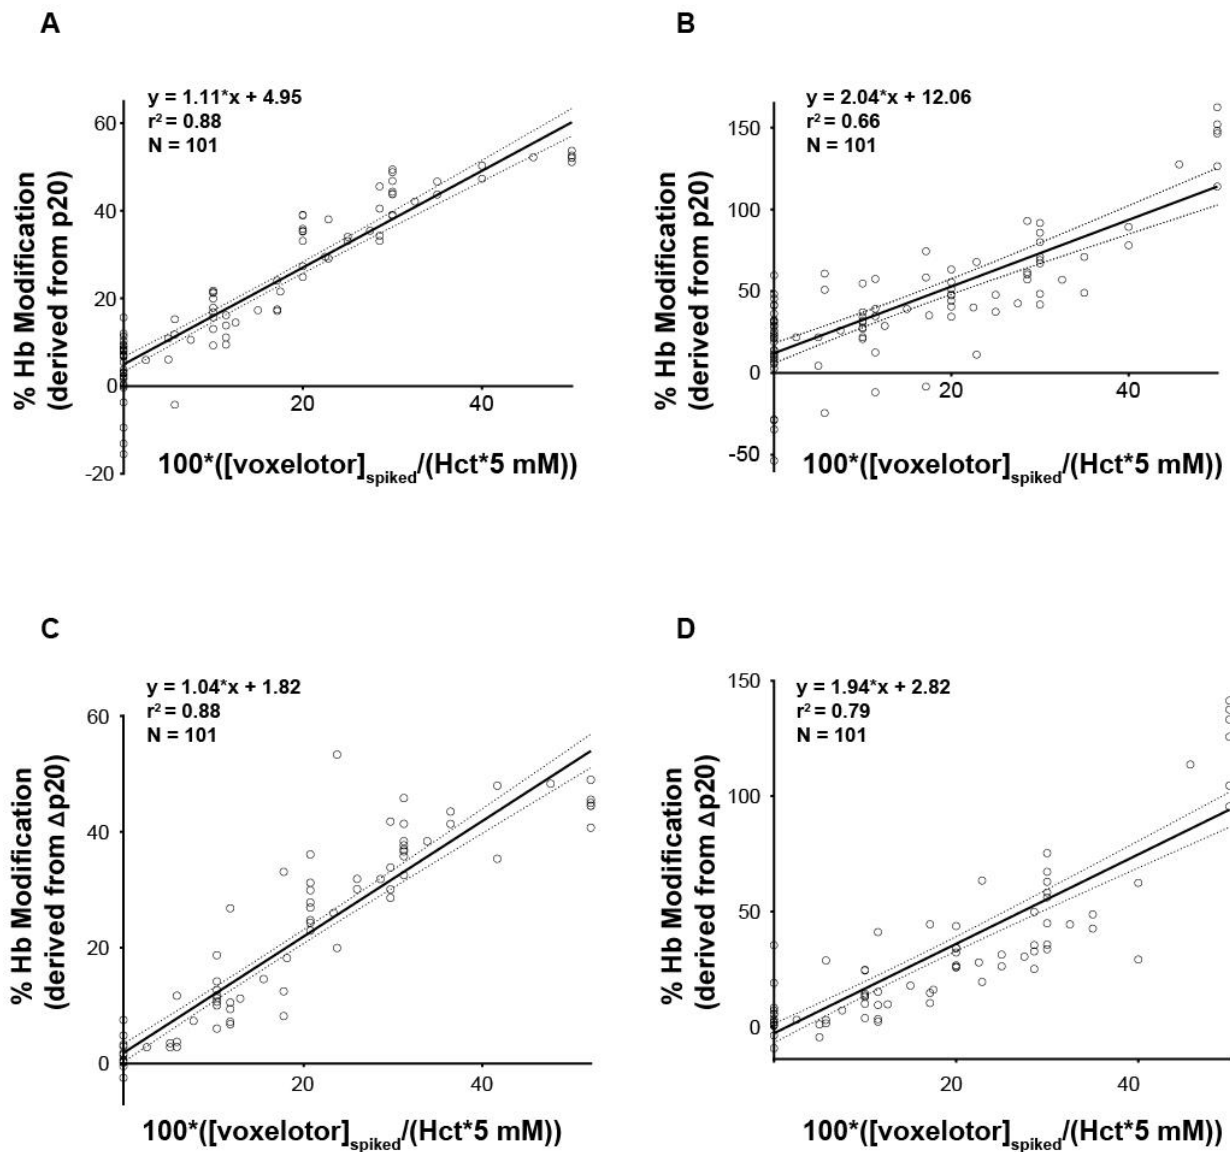 A
y = 1.11*x + 4.95
r² = 0.88
N = 101
60
40
20
0
-20
20
40
% Hb Modification
(derived from p20)
100*([voxelotor]spiked/(Hct*5 mM))
B
y = 2.04*x + 12.06
r² = 0.66
N = 101
150
100
50
0
-50
20
40
% Hb Modification
(derived from p20)
100*([voxelotor]spiked/(Hct*5 mM))
C
y = 1.04*x + 1.82
r² = 0.88
N = 101
60
40
20
0
20
40
% Hb Modification
(derived from Δp20)
100*([voxelotor]spiked/(Hct*5 mM))
D
y = 1.94*x + 2.82
r² = 0.79
N = 101
150
100
50
0
20
40
% Hb Modification
(derived from Δp20)
100*([voxelotor]spiked/(Hct*5 mM))